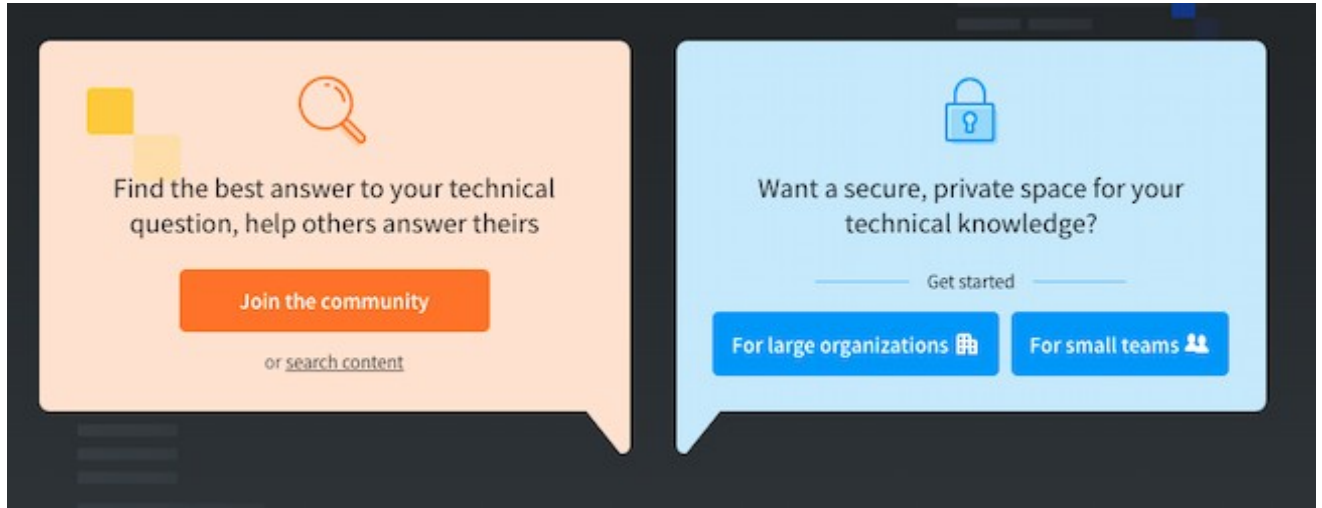 Find the best answer to your technical
question, help others answer theirs
Join the community
or search content
Want a secure, private space for your
technical knowledge?
Get started
For large organizations
For small teams